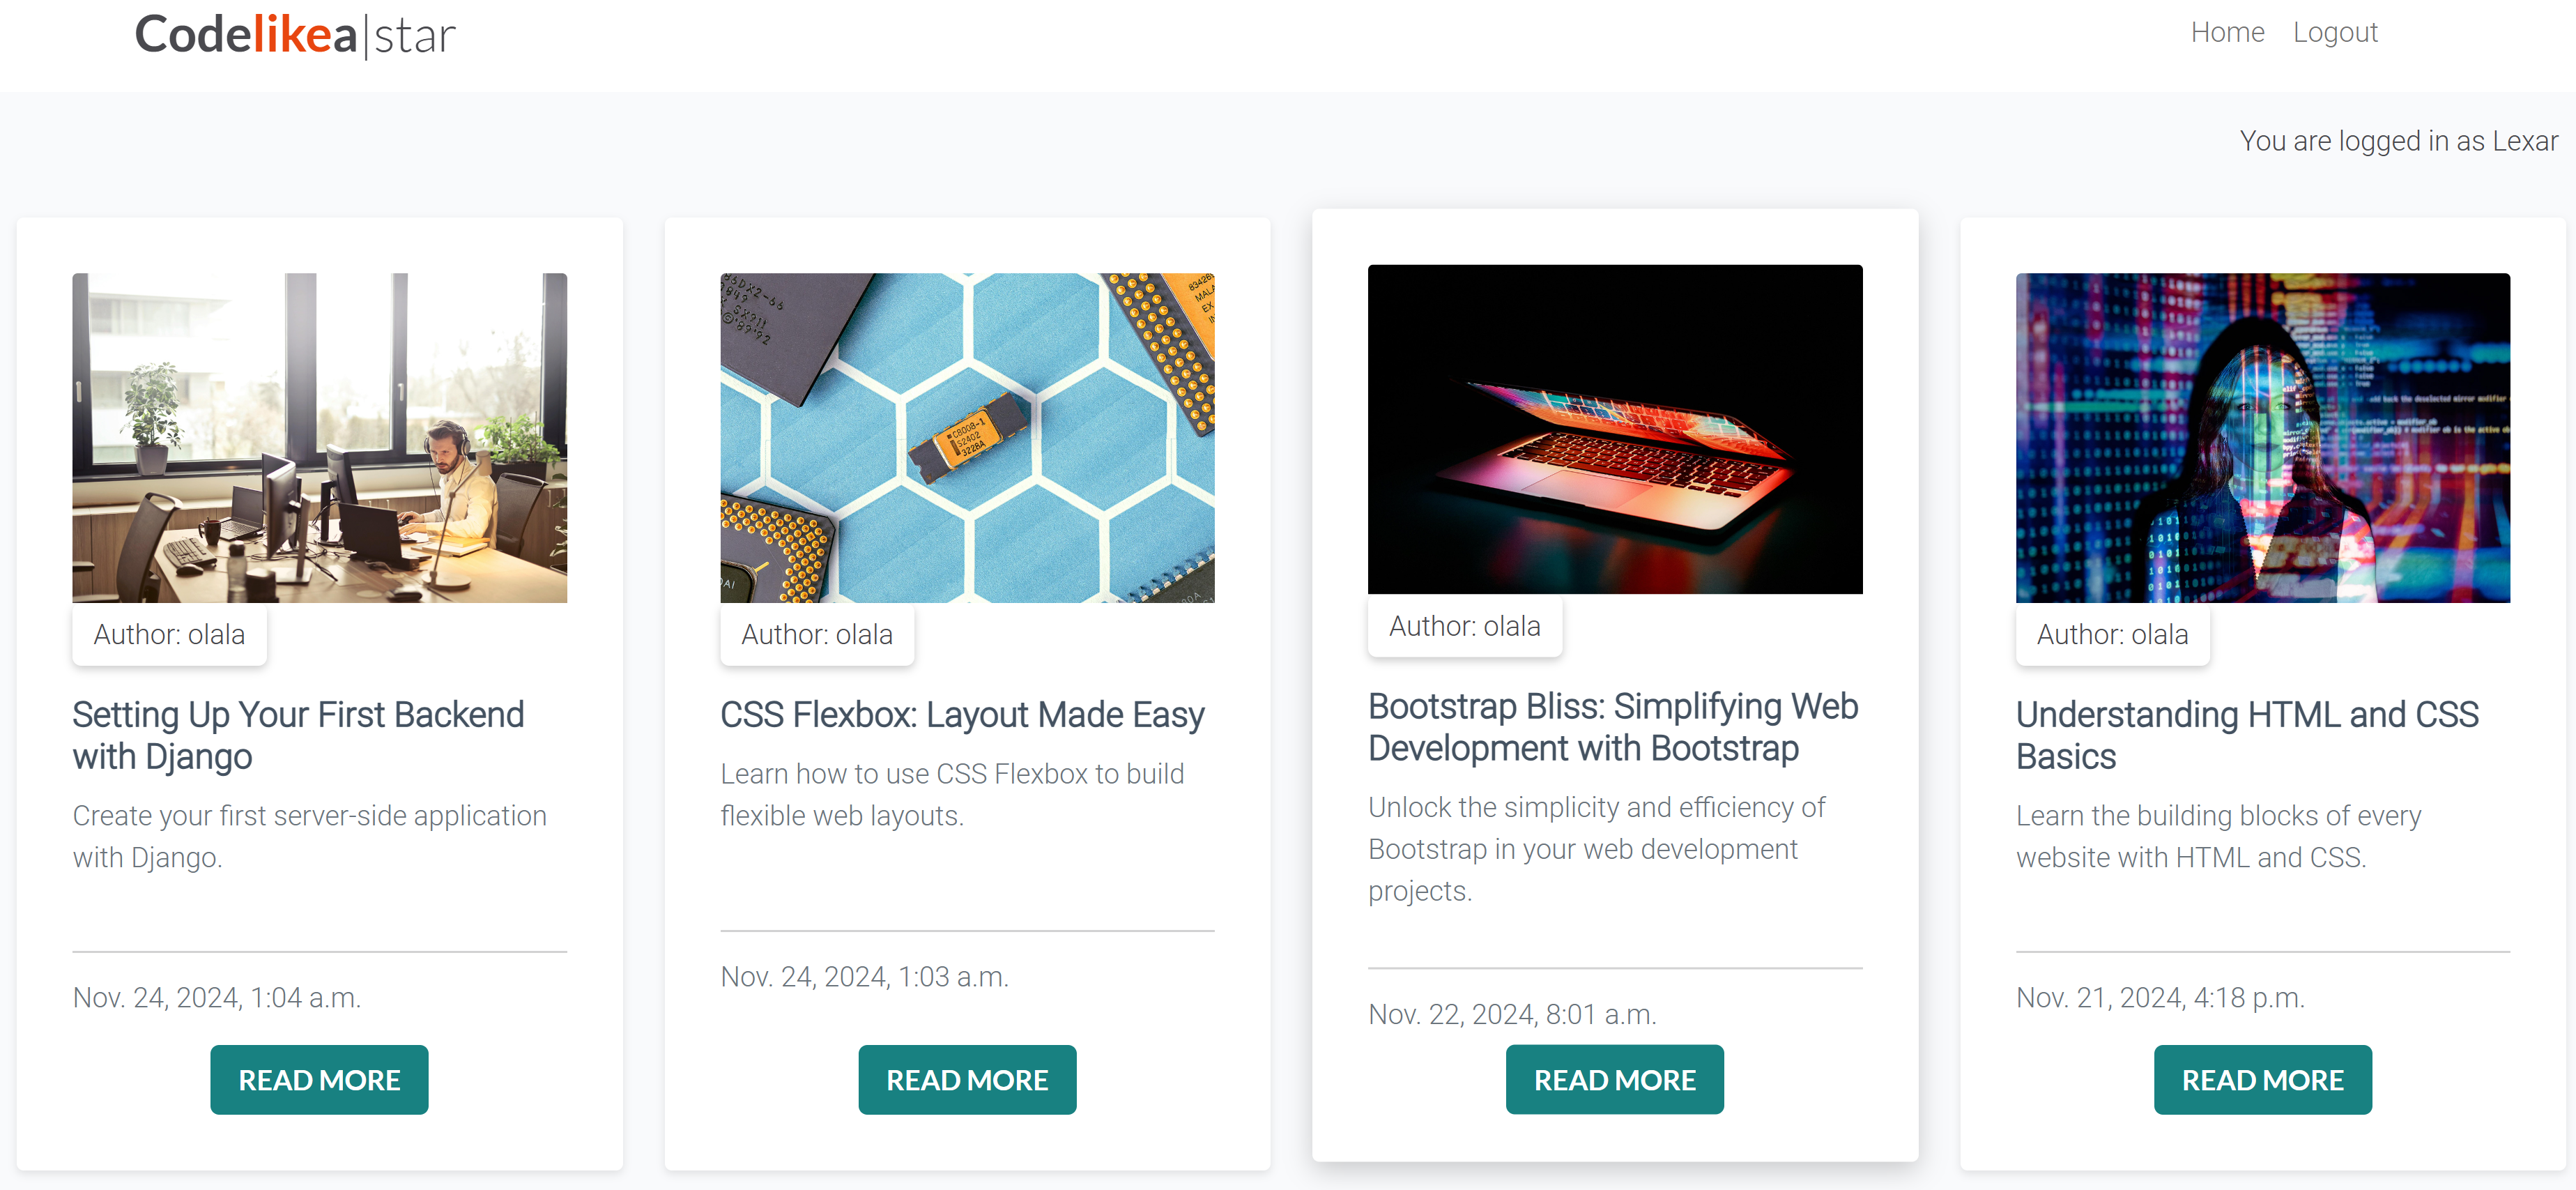 Codelikea|star
Home Logout
You are logged in as Lexar
Author: olala
Setting Up Your First Backend
with Django
Create your first server-side application
with Django.
Nov. 24, 2024, 1:04 a.m.
READ MORE
C8008-1
S2402
3228A
Author: olala
CSS Flexbox: Layout Made Easy
Learn how to use CSS Flexbox to build
flexible web layouts.
Nov. 24, 2024, 1:03 a.m.
READ MORE
Author: olala
Bootstrap Bliss: Simplifying Web
Development with Bootstrap
Unlock the simplicity and efficiency of
Bootstrap in your web development
projects.
Nov. 22, 2024, 8:01 a.m.
READ MORE
Author: olala
Understanding HTML and CSS
Basics
Learn the building blocks of every
website with HTML and CSS.
Nov. 21, 2024, 4:18 p.m.
READ MORE